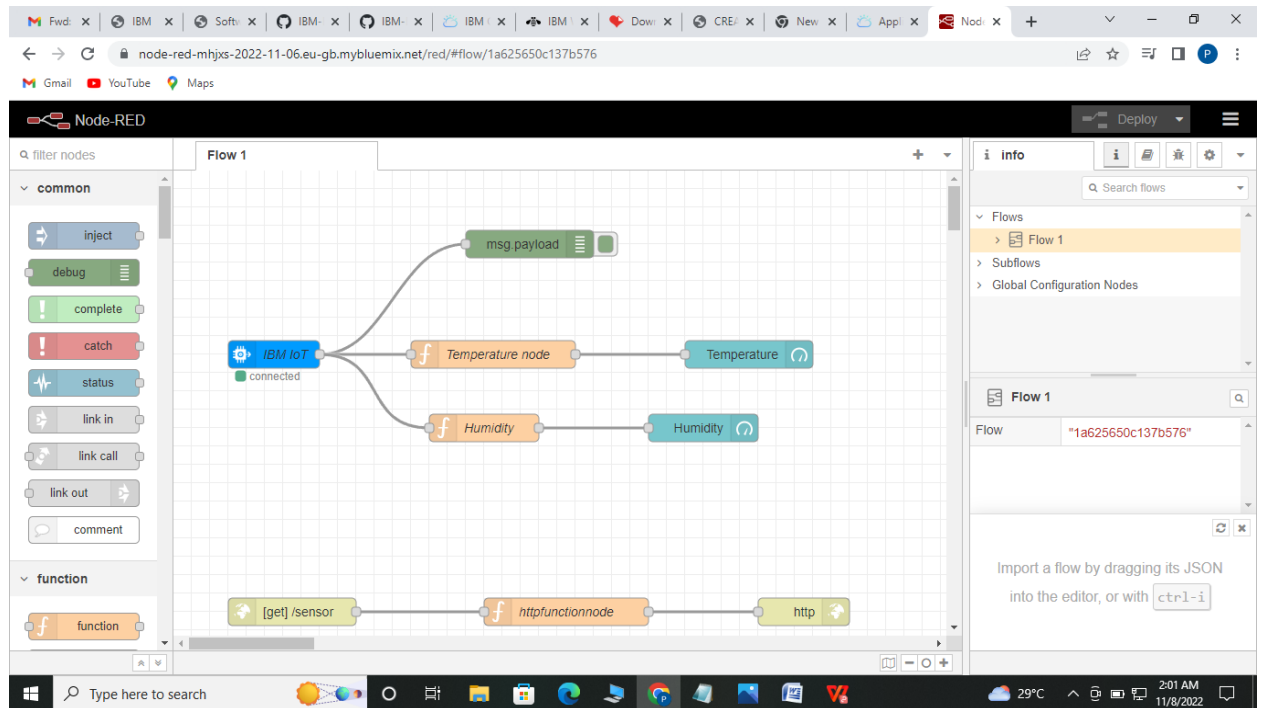 Fwd: IBM Softw IBM- IBM- IBM IBM Down CREA New Appl Node
node-red-mhjxs-2022-11-06.eu-gb.mybluemix.net/red/#flow/1a625650c137b576
Gmail YouTube Maps
Node-RED Deploy
filter nodes
Flow 1
info
common
Search flows
Flows
Flow 1
Subflows
Global Configuration Nodes
inject
debug
complete
catch
status
link in
link call
link out
comment
function
function
msg.payload
IBM IoT
connected
Temperature node
Temperature
Humidity
Humidity
[get] /sensor
httpfunctionnode
http
Flow 1
Flow "1a625650c137b576"
Import a flow by dragging its JSON
into the editor, or with ctrl-i
Type here to search
29°C
2:01 AM
11/8/2022